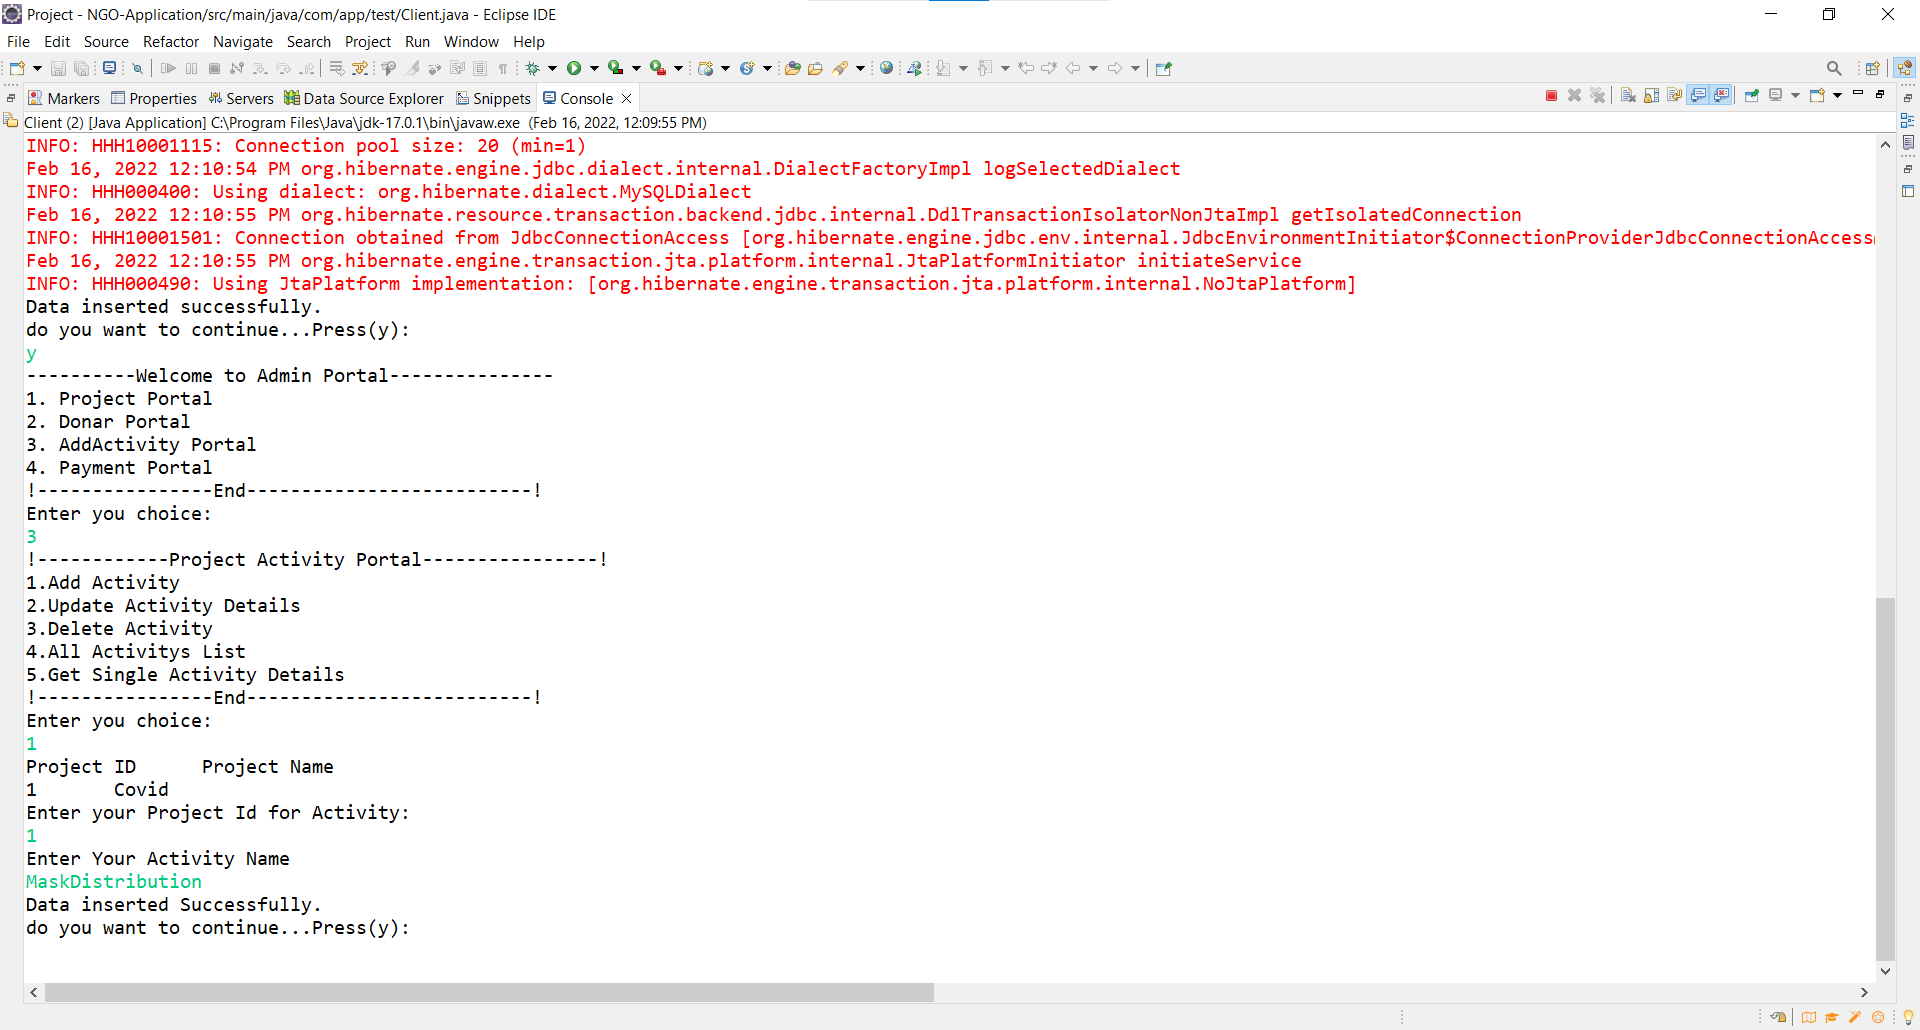 Project - NGO-Application/src/main/java/com/app/test/Client.java - Eclipse IDE
File Edit Source Refactor Navigate Search Project Run Window Help
Markers Properties Servers Data Source Explorer Snippets Console
Client (2) [Java Application] C:\Program Files\Java\jdk-17.0.1\bin\javaw.exe (Feb 16, 2022, 12:09:55 PM)
INFO: HHH10001115: Connection pool size: 20 (min=1)
Feb 16, 2022 12:10:54 PM org.hibernate.engine.jdbc.dialect.internal.DialectFactoryImpl logSelectedDialect
INFO: HHH000400: Using dialect: org.hibernate.dialect.MySQLDialect
Feb 16, 2022 12:10:55 PM org.hibernate.resource.transaction.backend.jdbc.internal.DdlTransactionIsolatorNonJtaImpl getIsolatedConnection
INFO: HHH10001501: Connection obtained from JdbcConnectionAccess [org.hibernate.engine.jdbc.env.internal.JdbcEnvironmentInitiator$ConnectionProviderJdbcConnectionAccess
Feb 16, 2022 12:10:55 PM org.hibernate.engine.transaction.jta.platform.internal.JtaPlatformInitiator initiateService
INFO: HHH000490: Using JtaPlatform implementation: [org.hibernate.engine.transaction.jta.platform.internal.NoJtaPlatform]
Data inserted successfully.
do you want to continue...Press(y):
y
----------Welcome to Admin Portal---------------
1. Project Portal
2. Donar Portal
3. AddActivity Portal
4. Payment Portal
!----------------End--------------------------!
Enter you choice:
3
!------------Project Activity Portal----------------!
1.Add Activity
2.Update Activity Details
3.Delete Activity
4.All Activitys List
5.Get Single Activity Details
!----------------End--------------------------!
Enter you choice:
1
Project ID      Project Name
1       Covid
Enter your Project Id for Activity:
1
Enter Your Activity Name
MaskDistribution
Data inserted Successfully.
do you want to continue...Press(y):